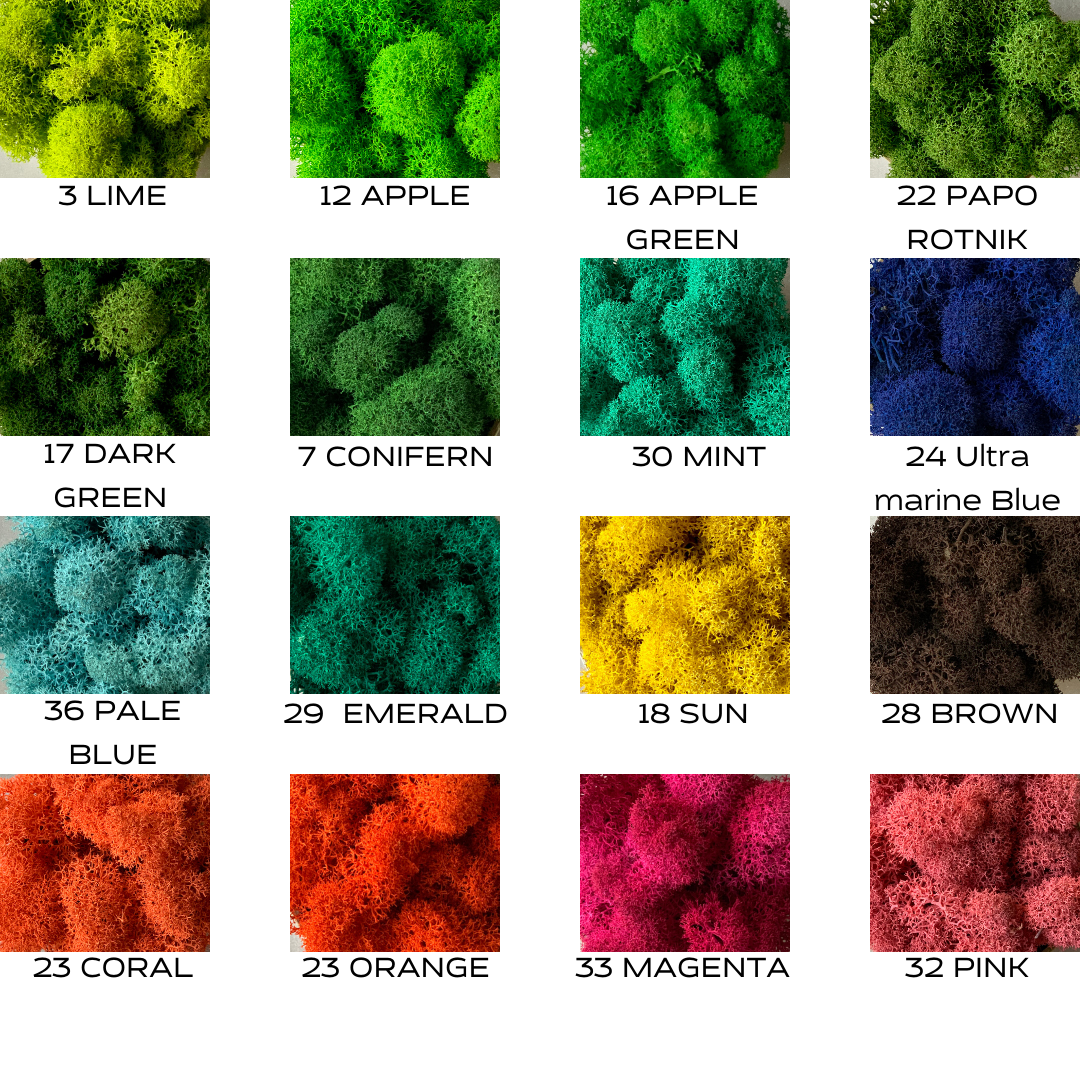 3 LIME
12 APPLE
16 APPLE
GREEN
22 PAPO
ROTNIK
17 DARK
GREEN
7 CONIFERN
30 MINT
24 Ultra
marine Blue
36 PALE
BLUE
29  EMERALD
18 SUN
28 BROWN
23 CORAL
23 ORANGE
33 MAGENTA
32 PINK